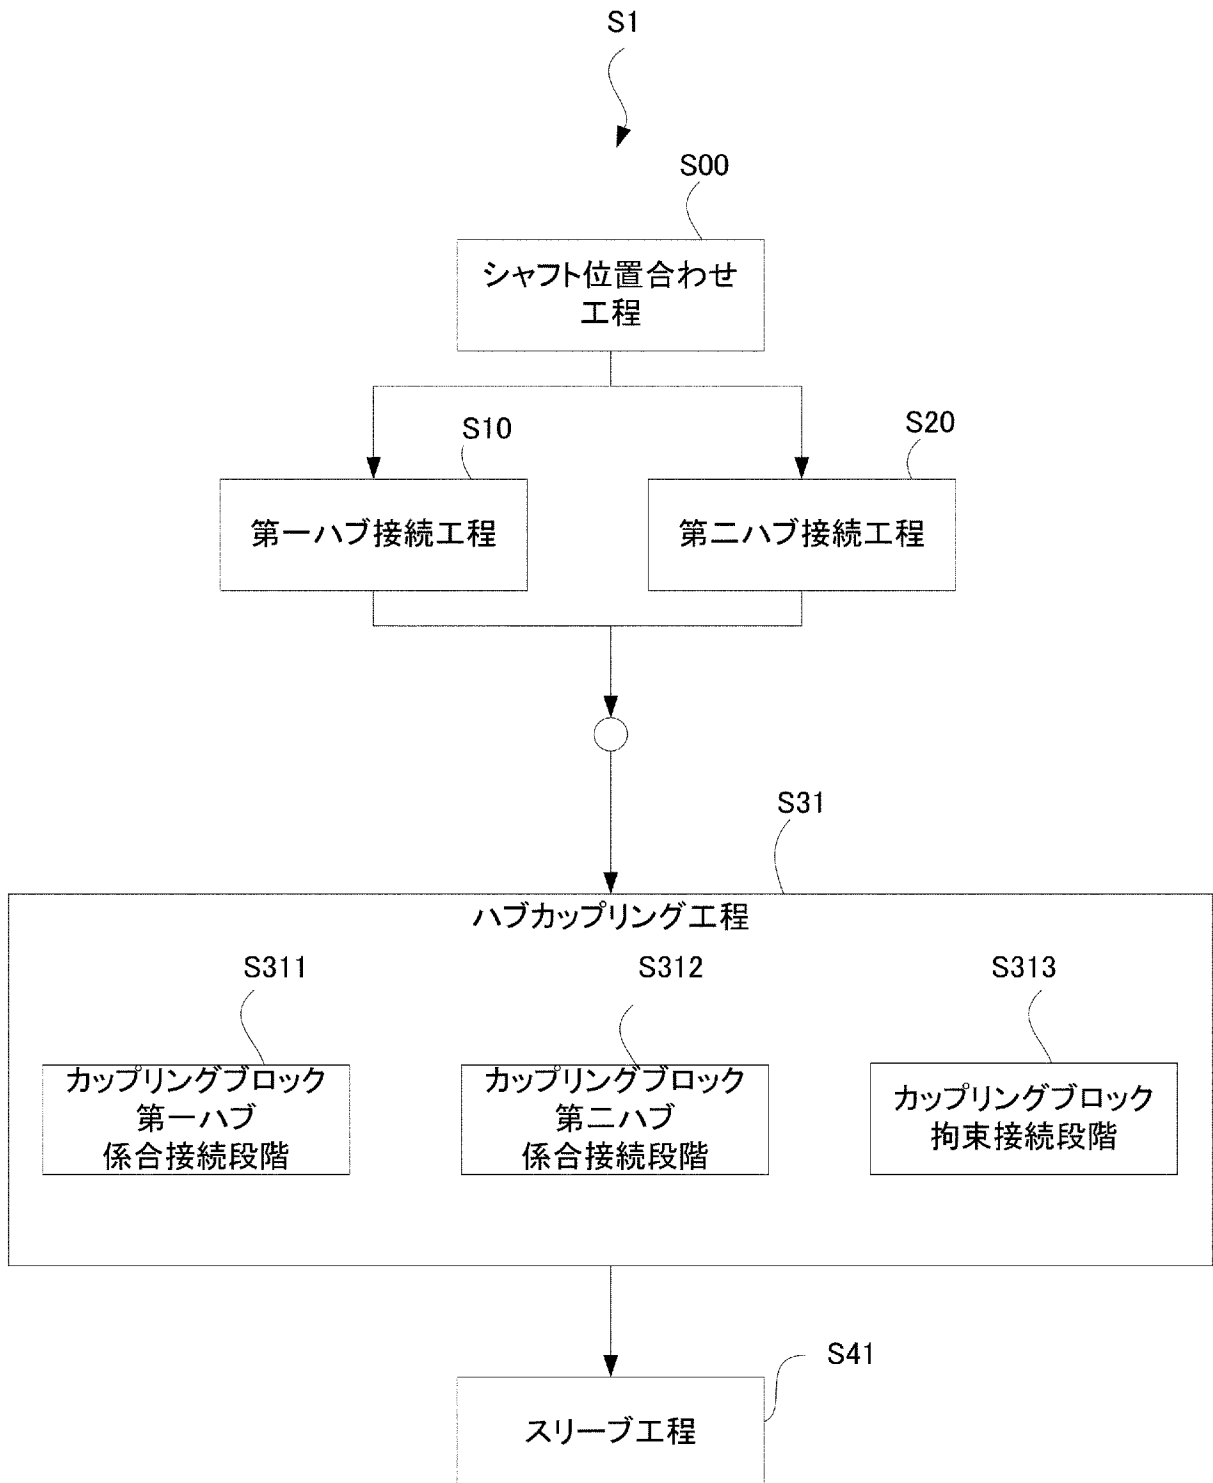 S1
S00
シャフト位置合わせ
工程
S10
S20
第一ハブ接続工程
第二ハブ接続工程
S31
ハブカップリング工程
S311
S312
S313
カップリングブロック
第一ハブ
係合接続段階
カップリングブロック
第二ハブ
係合接続段階
カップリングブロック
拘束接続段階
S41
スリーブ工程